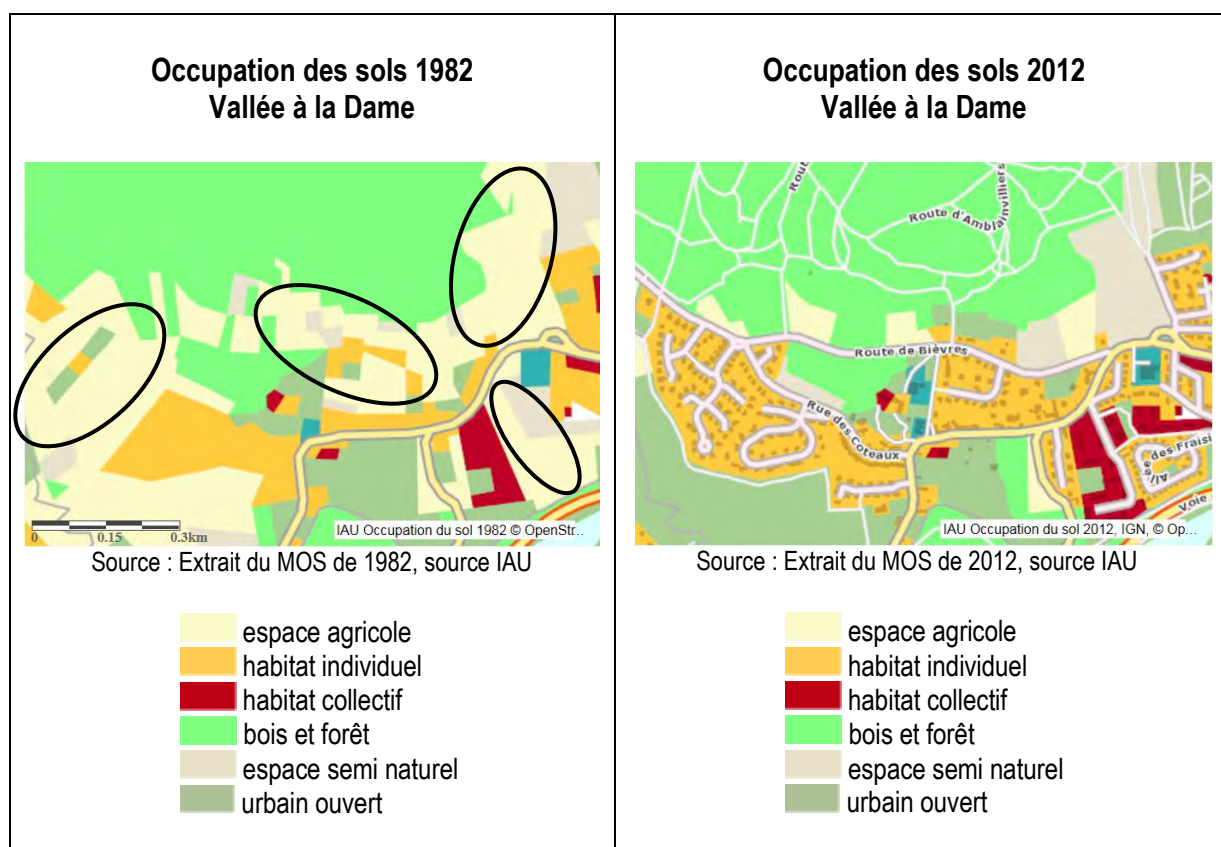 Occupation des sols 1982
Vallée à la Dame
0
0.15
0.3km
IAU Occupation du sol 1982 © OpenStr…
Source : Extrait du MOS de 1982, source IAU
espace agricole
habitat individuel
habitat collectif
bois et forêt
espace semi naturel
urbain ouvert
Occupation des sols 2012
Vallée à la Dame
Rout
Route d'Amblainvilliers
Route de Bièvres
Rue des Coteaux
Allée des Fraisi
Voie
IAU Occupation du sol 2012, IGN, © Op…
Source : Extrait du MOS de 2012, source IAU
espace agricole
habitat individuel
habitat collectif
bois et forêt
espace semi naturel
urbain ouvert